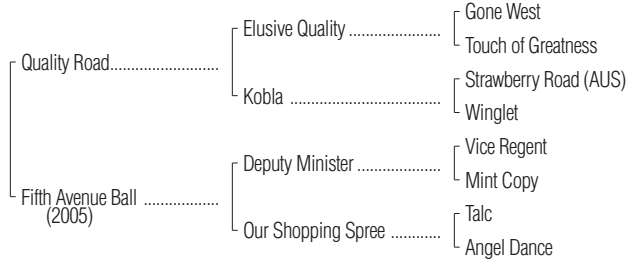 Gone West
Elusive Quality ....................
Touch of Greatness
Quality Road........................
Strawberry Road (AUS)
Kobla .................................
Winglet
Vice Regent
Deputy Minister ..................
Mint Copy
Fifth Avenue Ball ................
(2005)
Talc
Our Shopping Spree ...........
Angel Dance